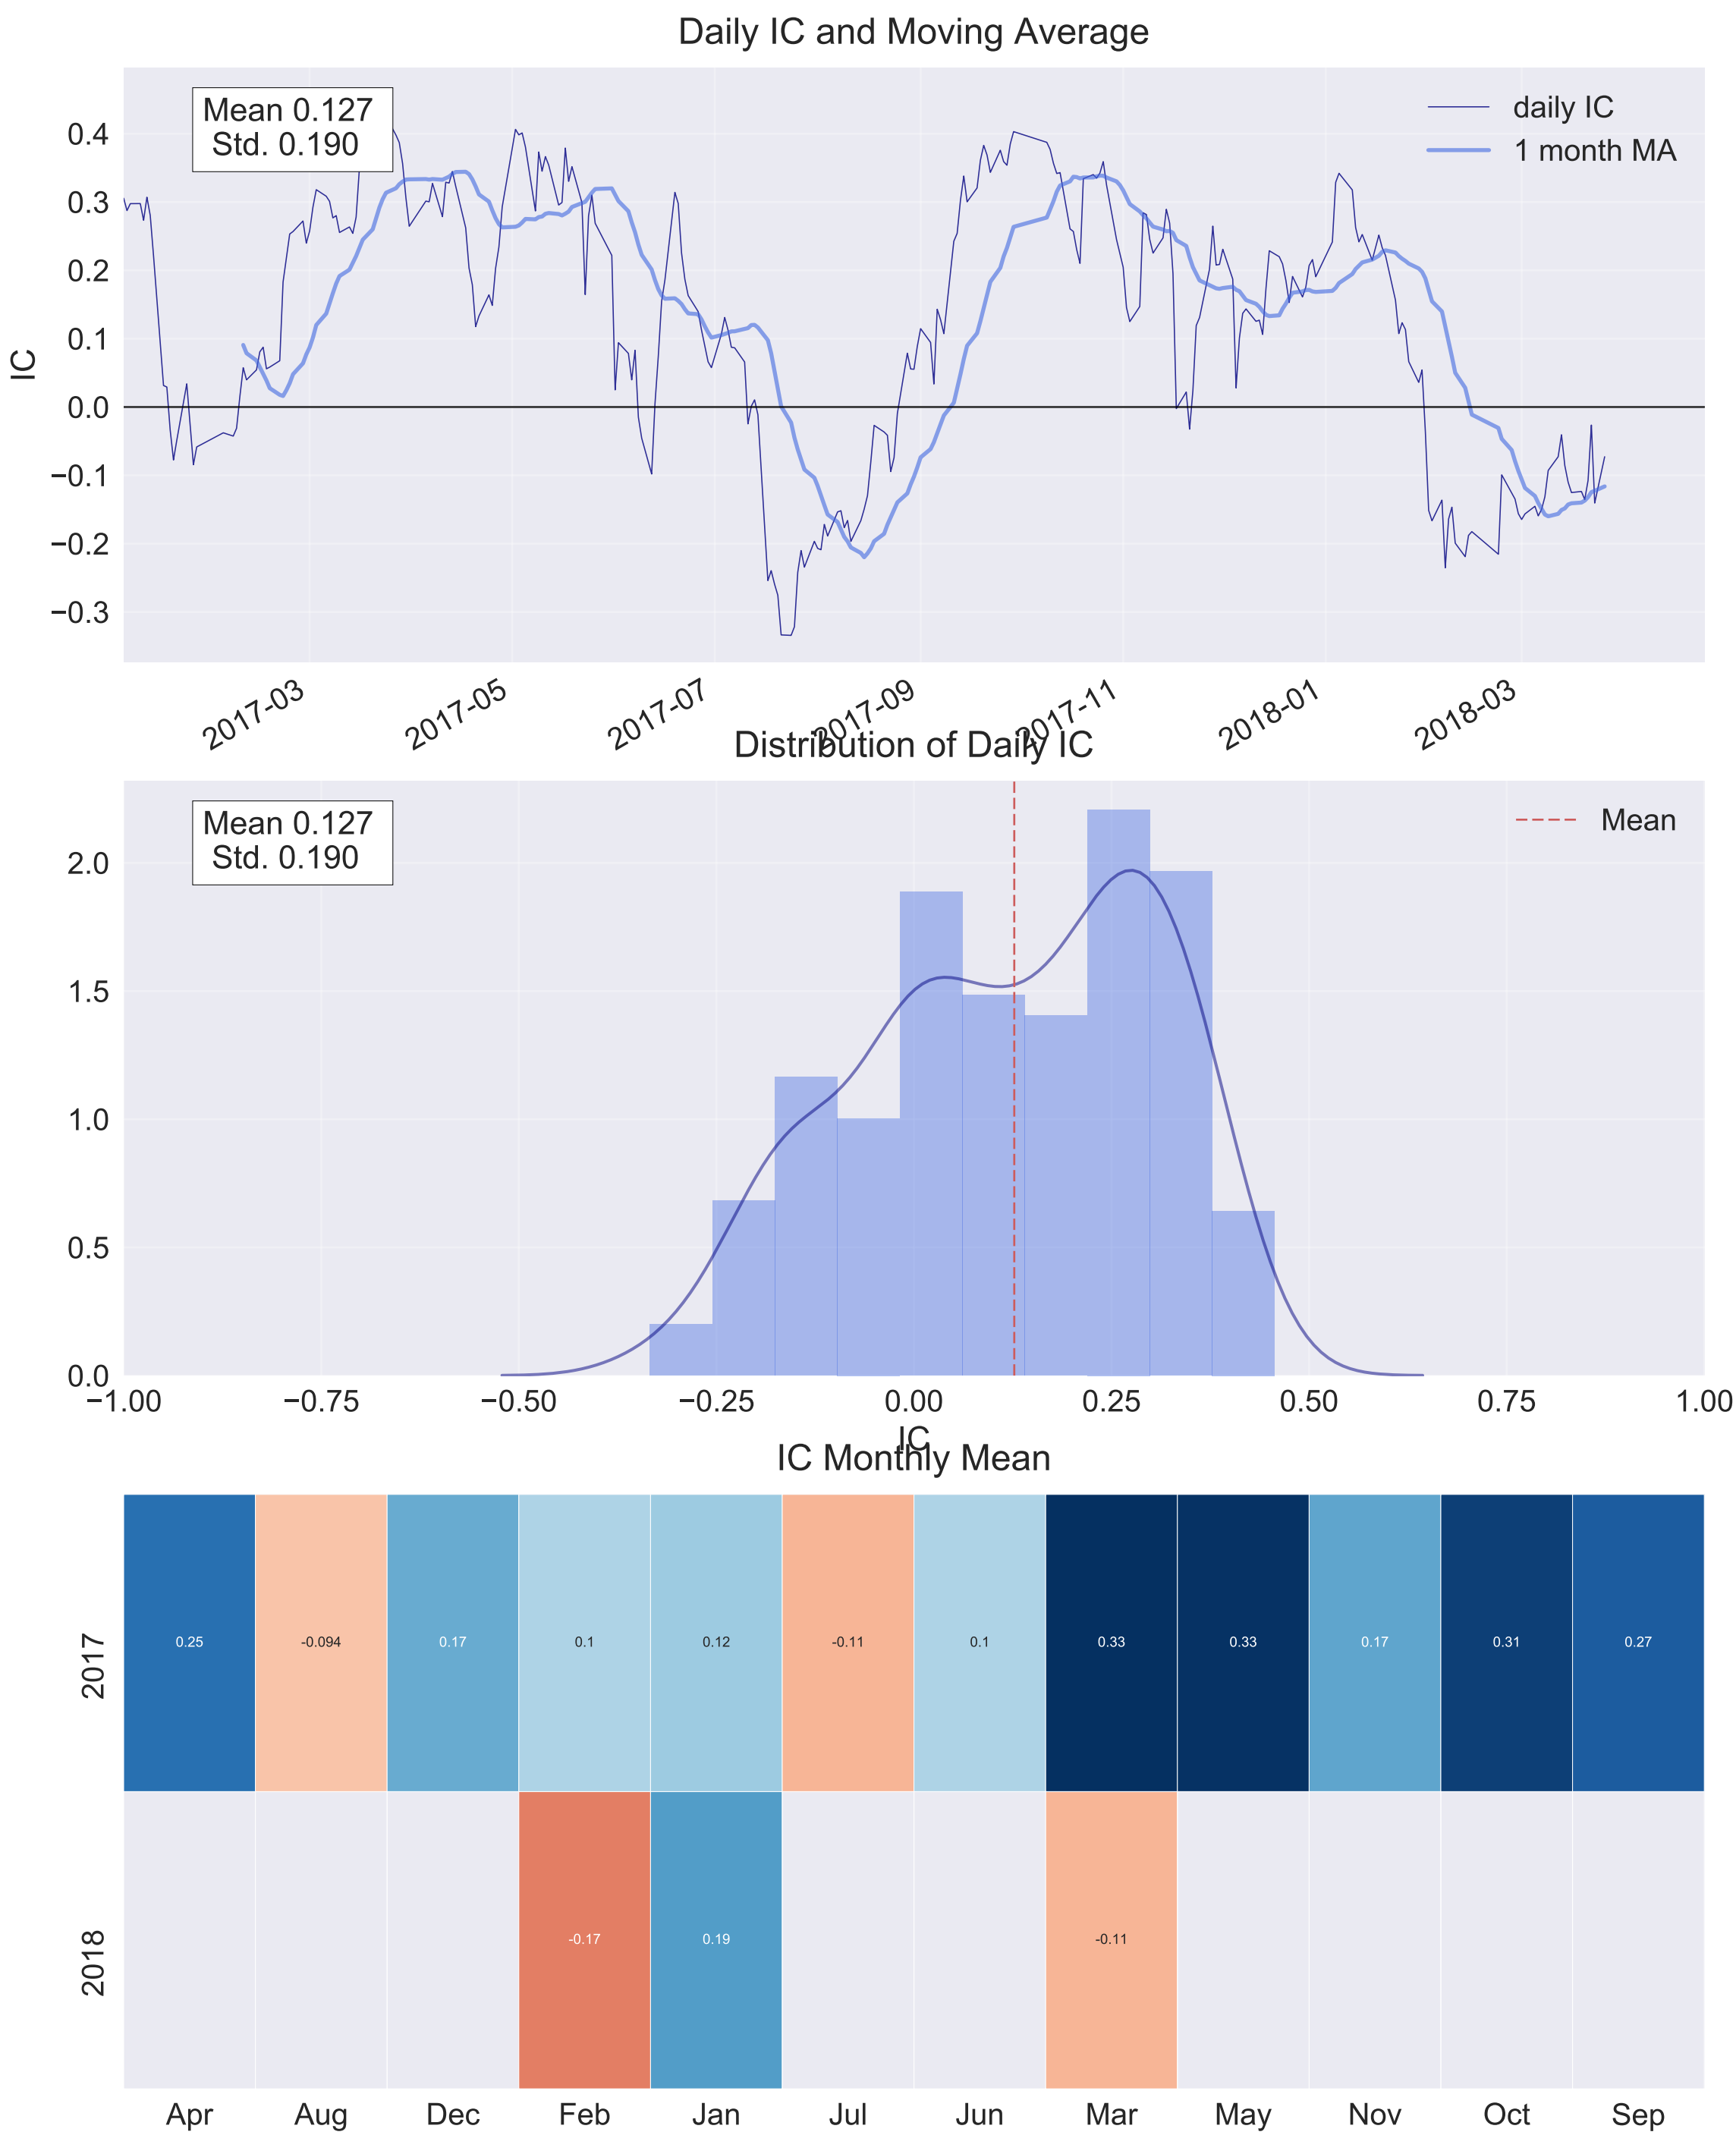 Daily IC and Moving Average
Mean 0.127
Std. 0.190
daily IC
1 month MA
IC
0.4
0.3
0.2
0.1
0.0
−0.1
−0.2
−0.3
2017-03
2017-05
2017-07
2017-09
2017-11
2018-01
2018-03
Distribution of Daily IC
Mean 0.127
Std. 0.190
Mean
2.0
1.5
1.0
0.5
0.0
−1.00 −0.75 −0.50 −0.25 0.00 0.25 0.50 0.75 1.00
IC
IC Monthly Mean
2017
0.25 -0.094 0.17 0.1 0.12 -0.11 0.1 0.33 0.33 0.17 0.31 0.27
2018
-0.17 0.19 -0.11
Apr Aug Dec Feb Jan Jul Jun Mar May Nov Oct Sep